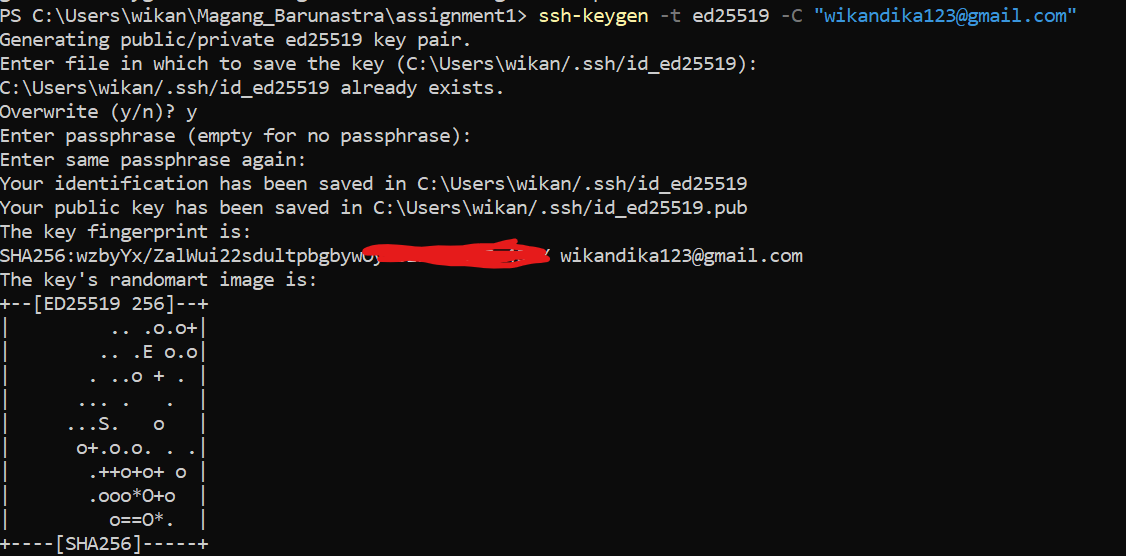 PS C:\Users\wikan\Magang_Barunastra\assignment1> ssh-keygen -t ed25519 -C "wikandika123@gmail.com"
Generating public/private ed25519 key pair.
Enter file in which to save the key (C:\Users\wikan/.ssh/id_ed25519):
C:\Users\wikan/.ssh/id_ed25519 already exists.
Overwrite (y/n)? y
Enter passphrase (empty for no passphrase):
Enter same passphrase again:
Your identification has been saved in C:\Users\wikan/.ssh/id_ed25519
Your public key has been saved in C:\Users\wikan/.ssh/id_ed25519.pub
The key fingerprint is:
wikandika123@gmail.com
The key's randomart image is:
+--[ED25519 256]--+
|         .. .o.o+|
|        .. .E o.o|
|       . ..o + . |
|      ... .   .  |
|     ...S.   o   |
|      o+.o.o. . .|
|       .++o+o+ o |
|       .ooo*O+o  |
|         o==O*.  |
+----[SHA256]-----+